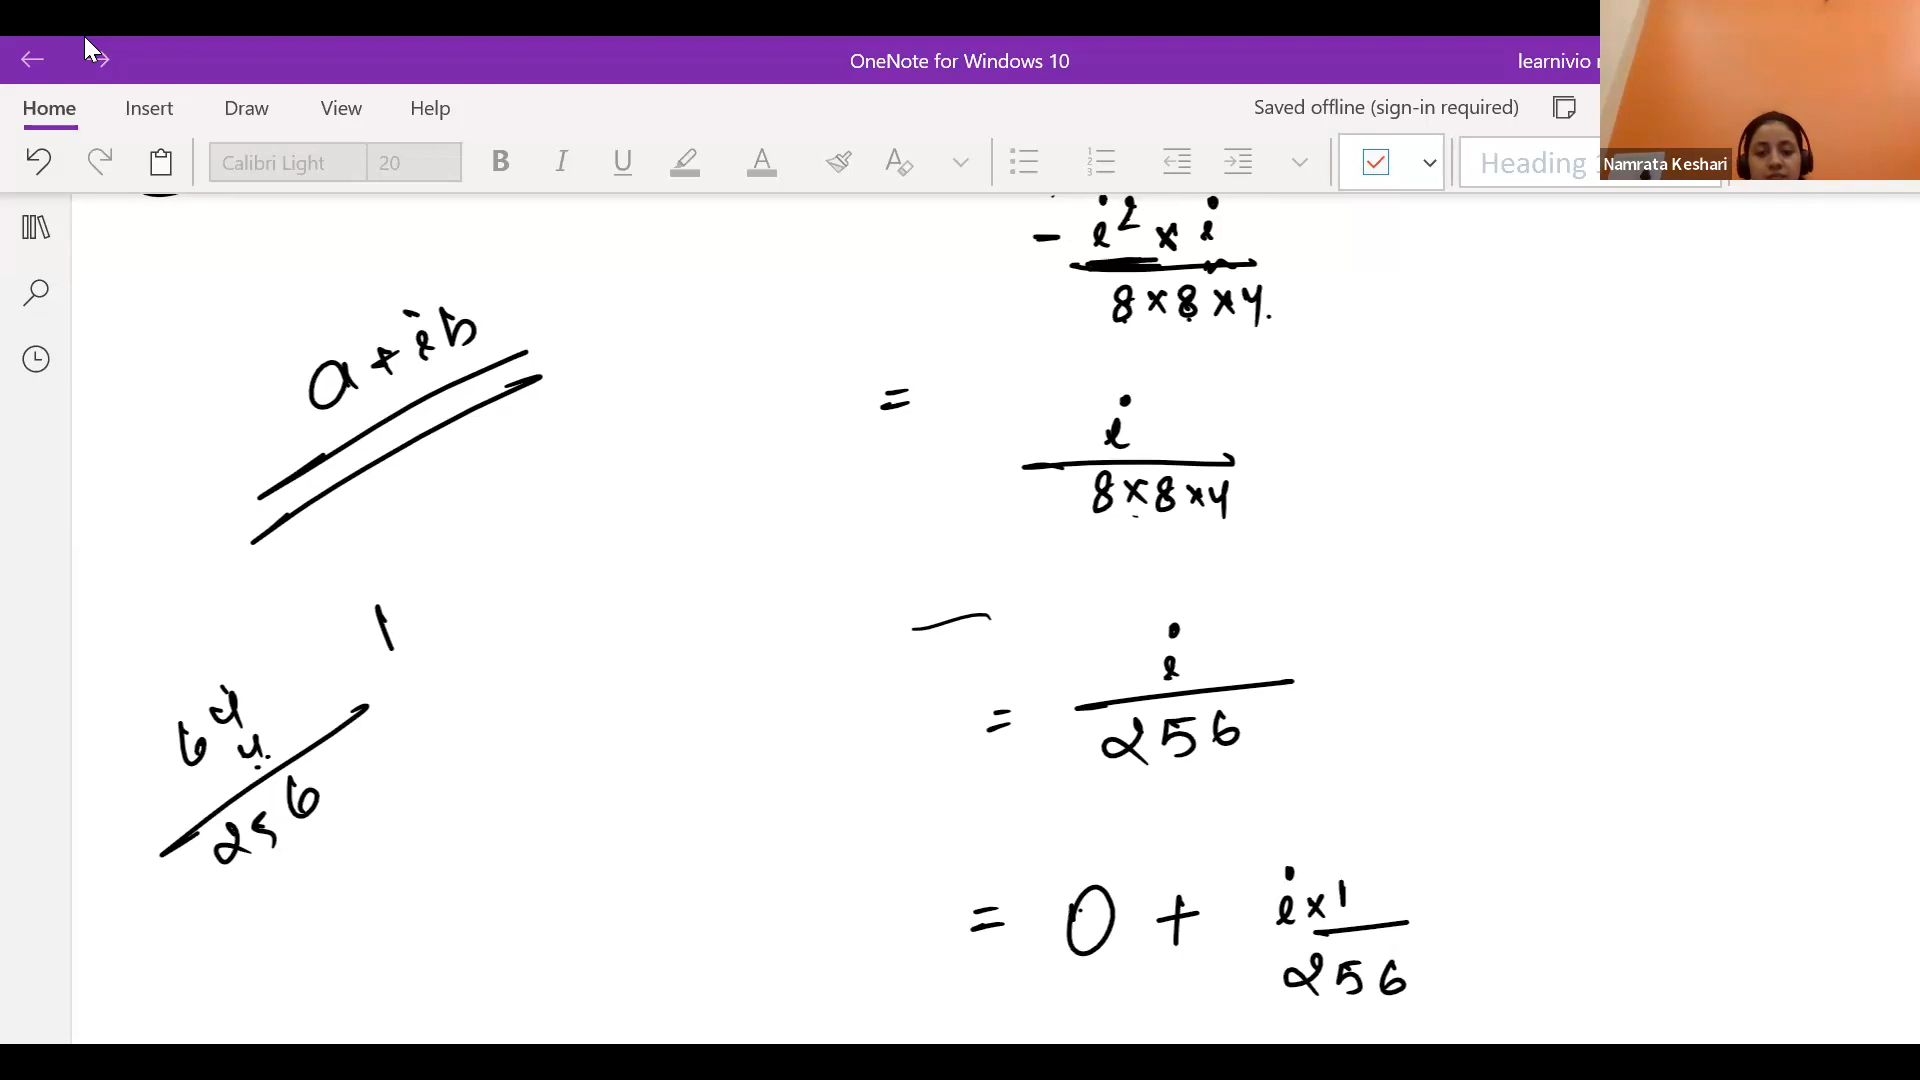 OneNote for Windows 10
learnivio
Home Insert Draw View Help
Saved offline (sign-in required)
Calibri Light 20 B I U A A
Heading
Namrata Keshari
- i² × i
8 × 8 × 4.
a + ib
= i
8 × 8 × 4
1
= i
256
64
4
256
= 0 + i × 1
256